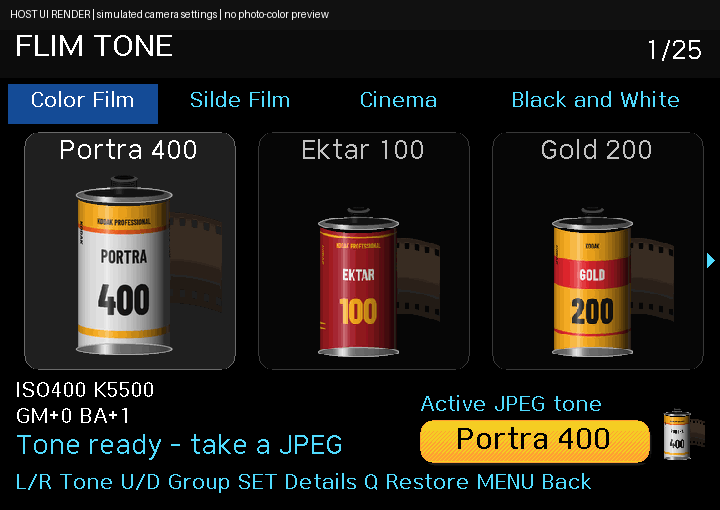 HOST UI RENDER | simulated camera settings | no photo-color preview
FLIM TONE
1/25
Color Film
Silde Film
Cinema
Black and White
Portra 400
Ektar 100
Gold 200
KODAK PROFESSIONAL
KODAK
PORTRA
400
KODAK PROFESSIONAL
EKTAR
100
KODAK
GOLD
200
ISO400 K5500
GM+0 BA+1
Tone ready - take a JPEG
Active JPEG tone
Portra 400
400
L/R Tone U/D Group SET Details Q Restore MENU Back